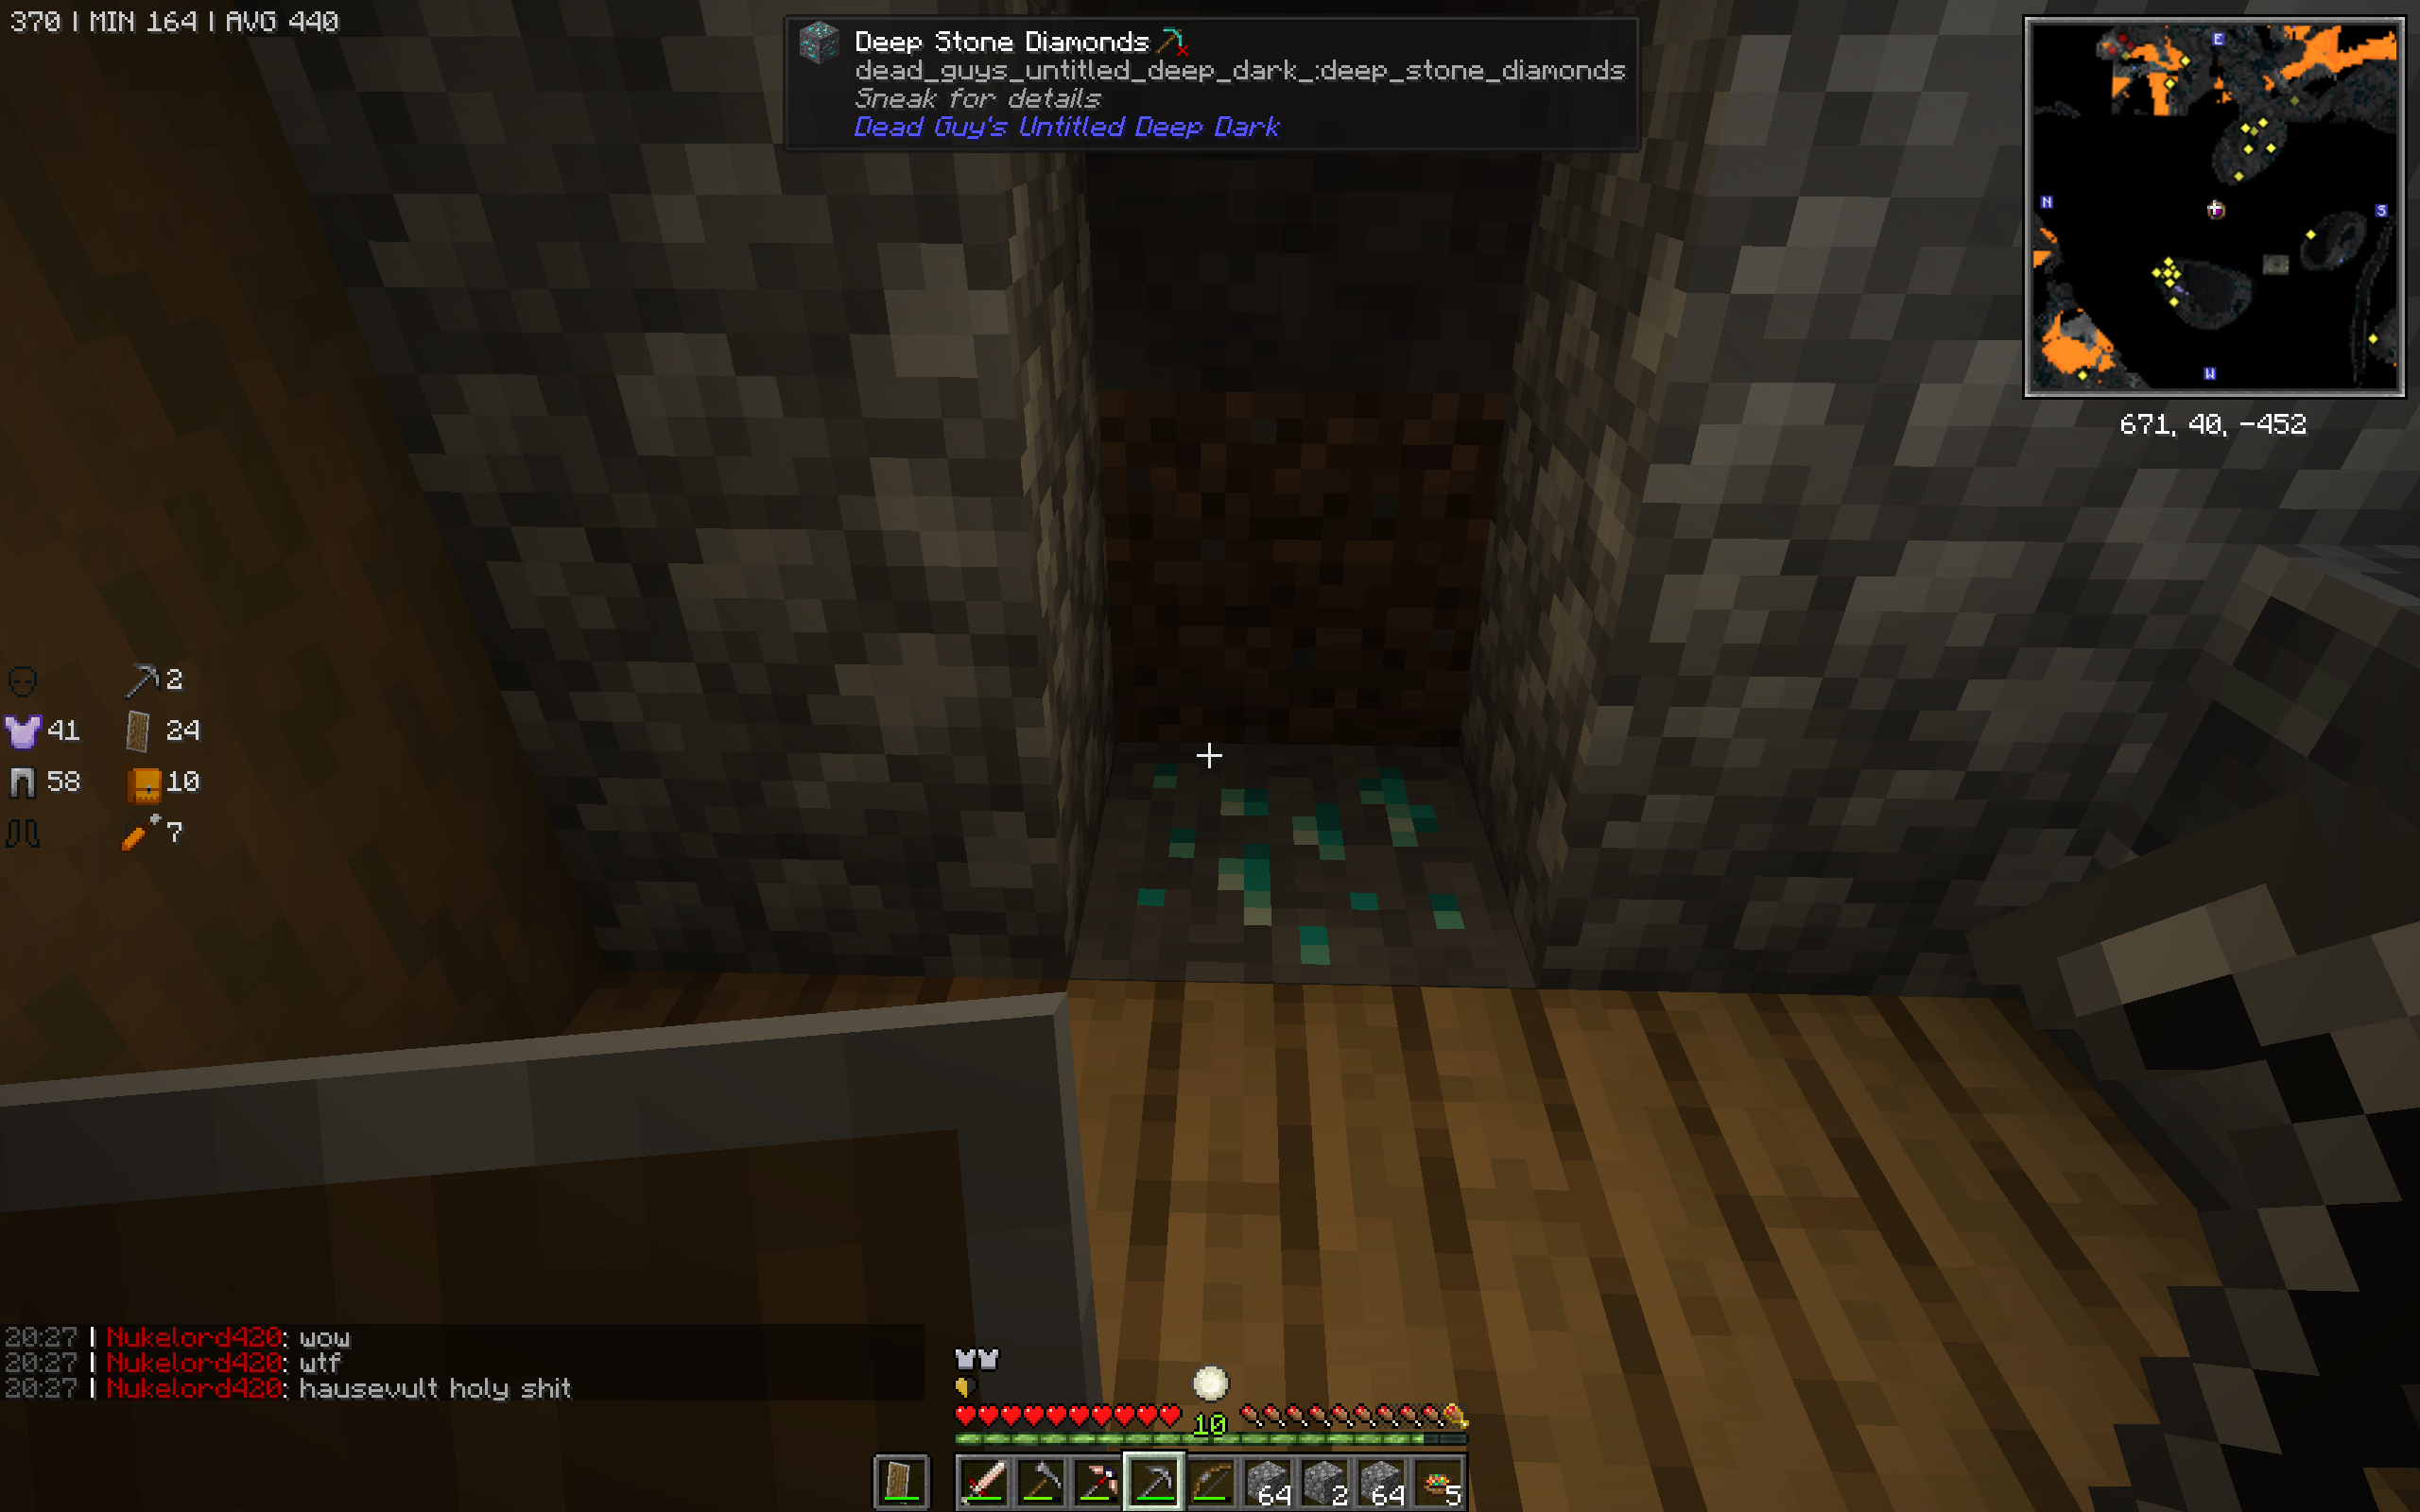 370 | MIN 164 | AVG 440
Deep Stone Diamonds
dead_guys_untitled_deep_dark_:deep_stone_diamonds
Sneak for details
Dead Guy's Untitled Deep Dark
E
N
S
W
671, 40, -452
2
41
24
58
10
7
20:27 | Nukelord420: wow
20:27 | Nukelord420: wtf
20:27 | Nukelord420: hausevult holy shit
10
64
2
64
5